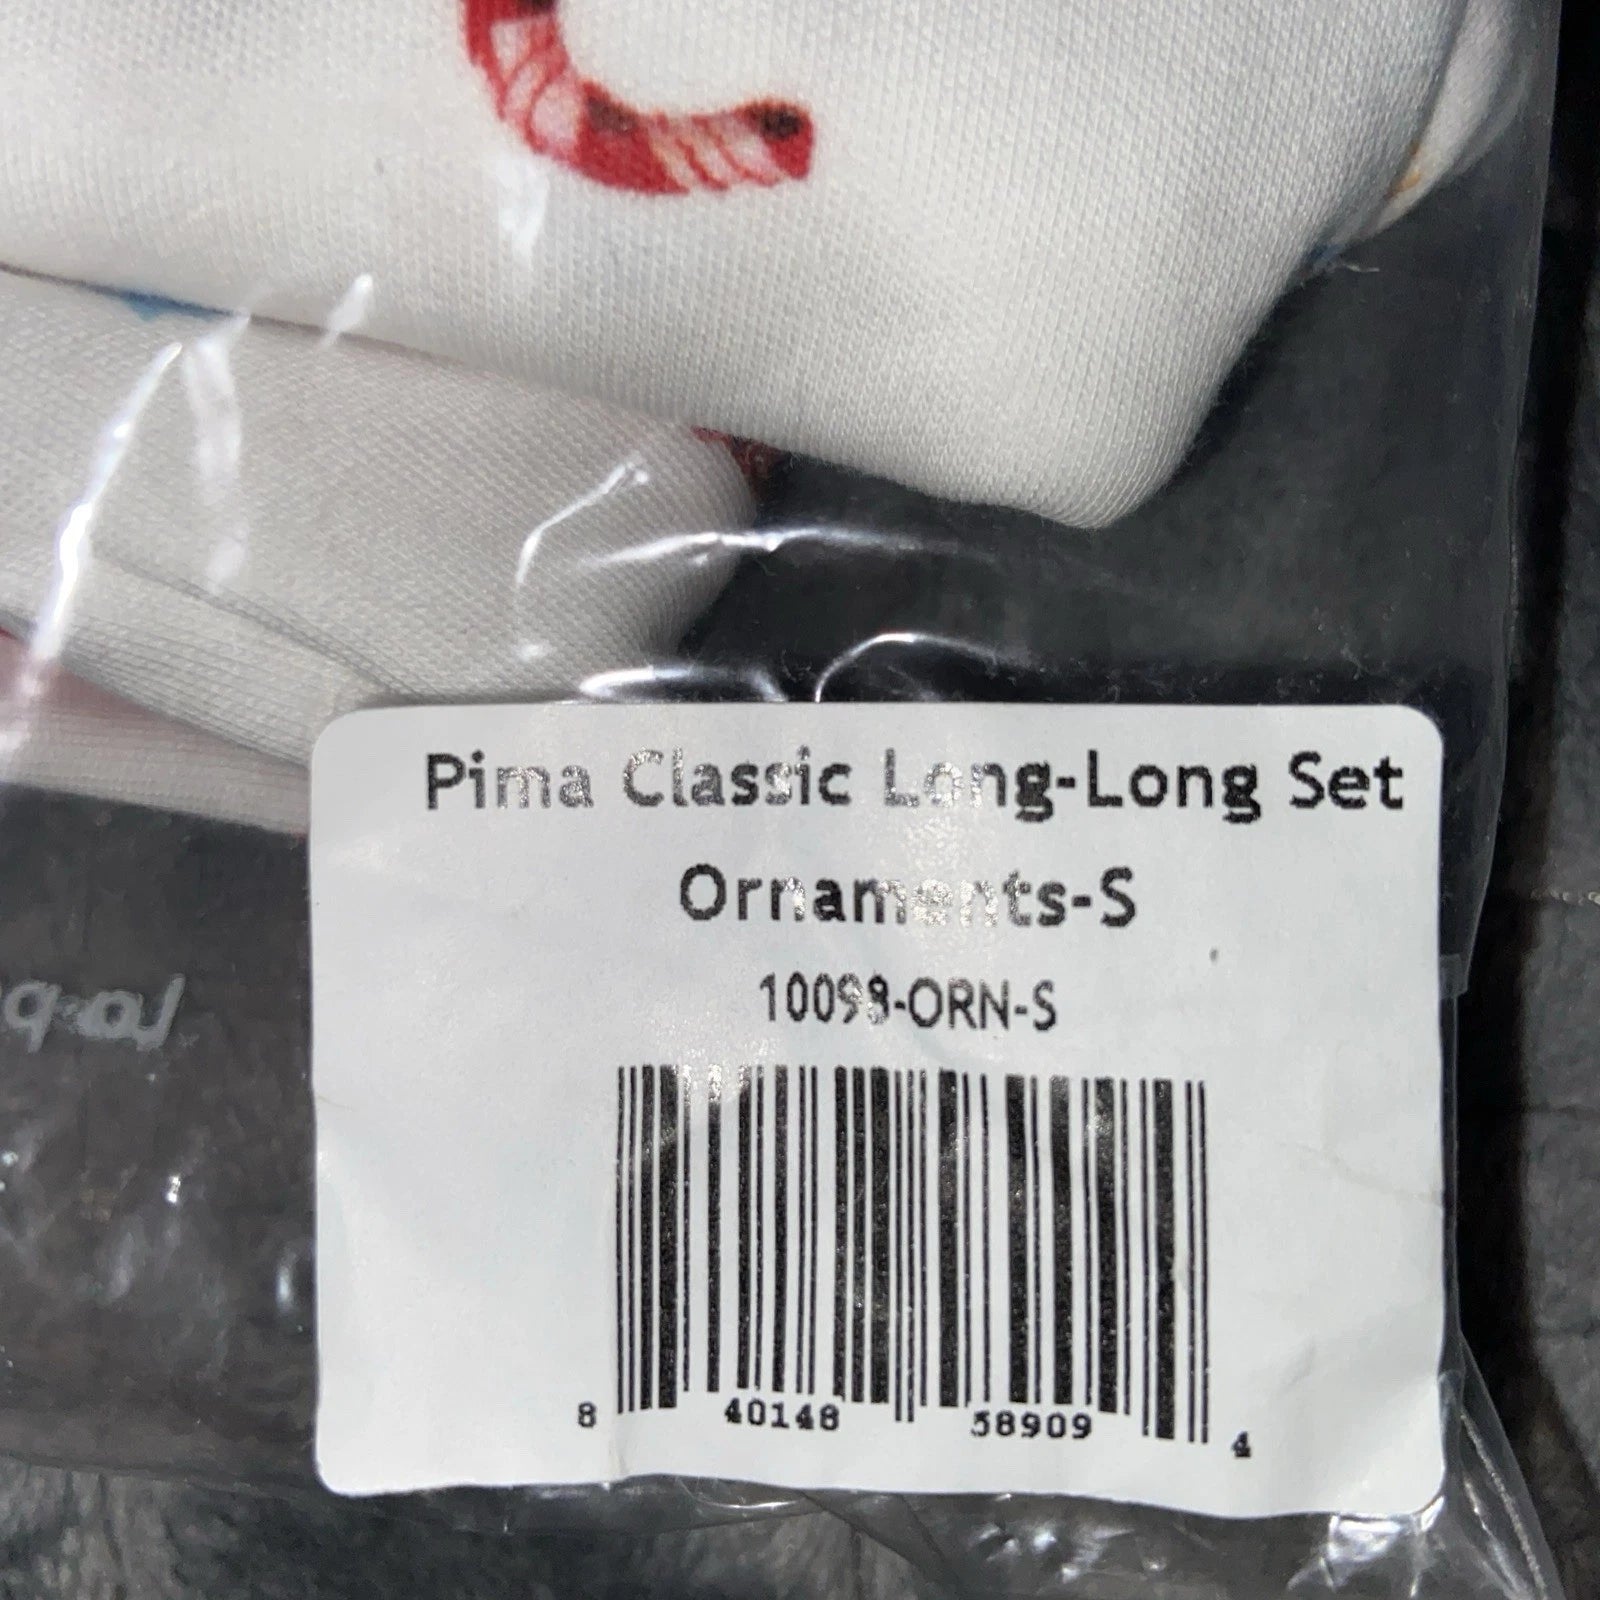 Pima Classic Long-Long Set
Ornaments-S
10098-ORN-S
8 40148 58909 4